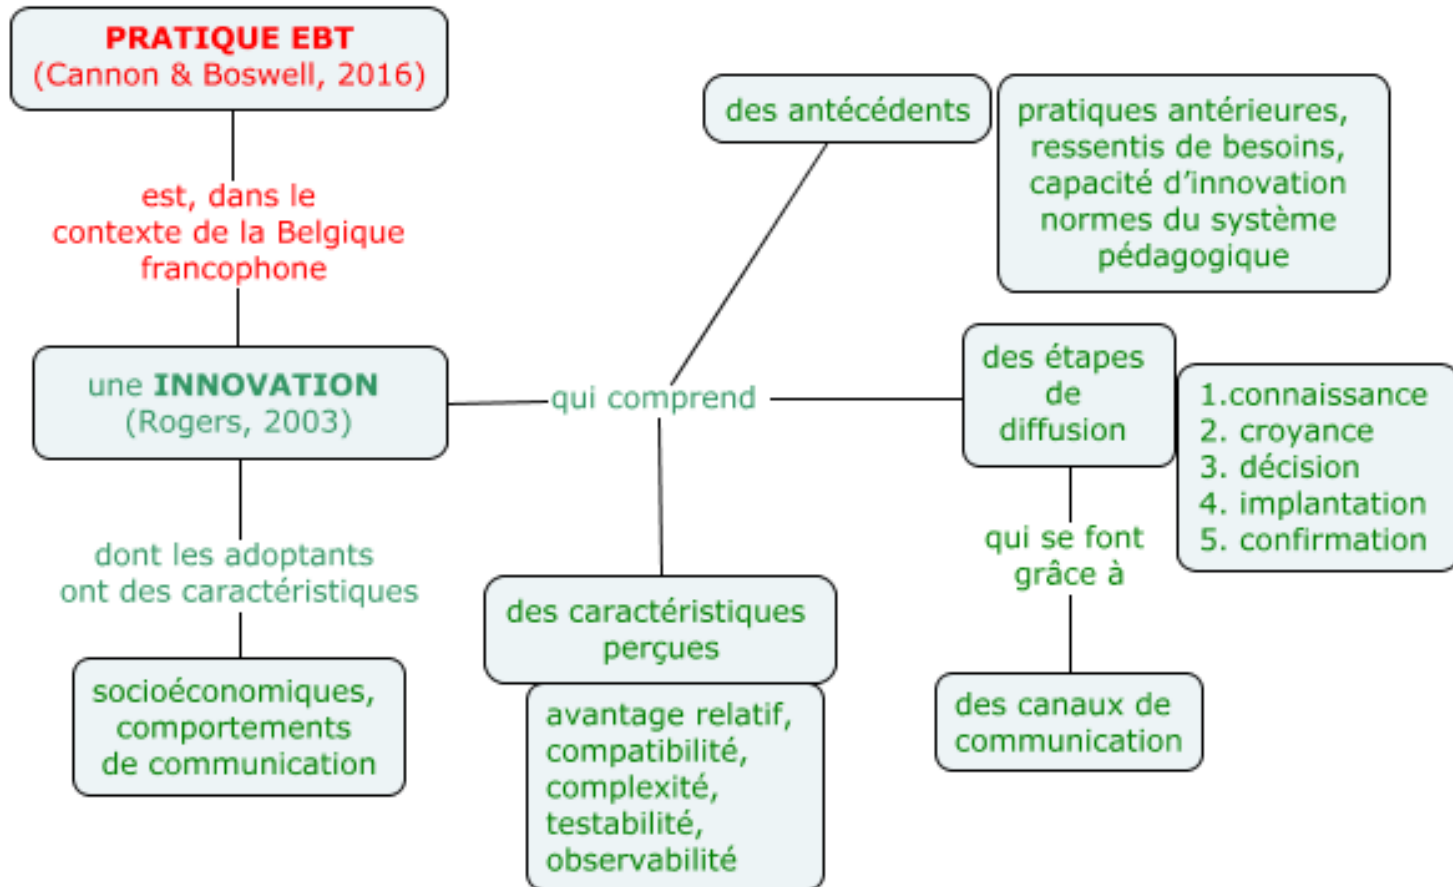 PRATIQUE EBT
(Cannon & Boswell, 2016)
est, dans le
contexte de la Belgique
francophone
une INNOVATION
(Rogers, 2003)
dont les adoptants
ont des caractéristiques
socioéconomiques,
comportements
de communication
qui comprend
des antécédents
pratiques antérieures,
ressentis de besoins,
capacité d’innovation
normes du système
pédagogique
des caractéristiques
perçues
avantage relatif,
compatibilité,
complexité,
testabilité,
observabilité
des étapes
de
diffusion
1.connaissance
2. croyance
3. décision
4. implantation
5. confirmation
qui se font
grâce à
des canaux de
communication